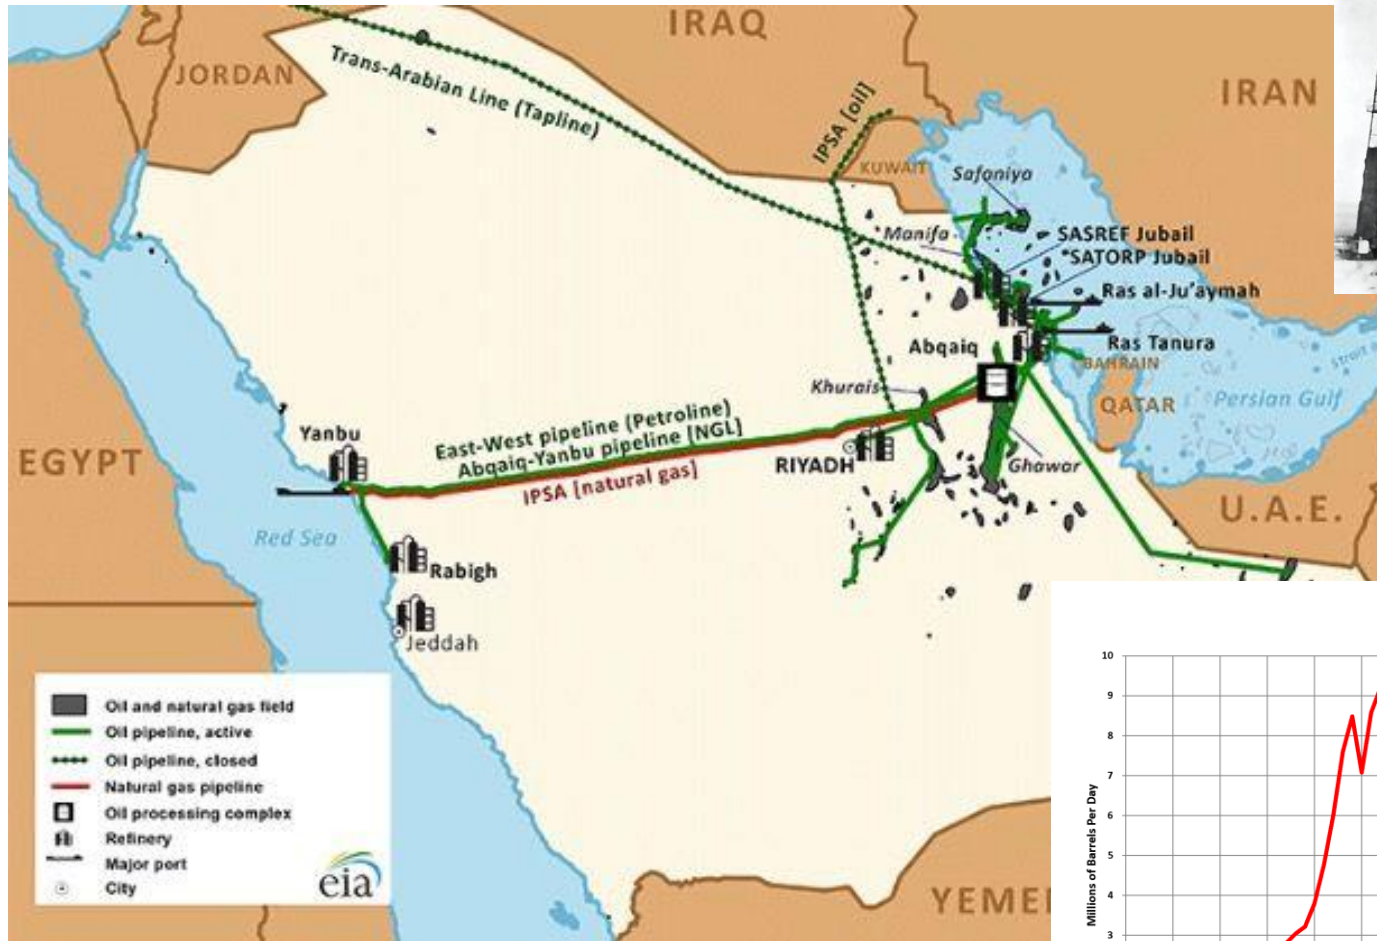 IRAQ
JORDAN
IRAN
Trans-Arabian Line (Tapline)
IPSA [oil]
KUWAIT
Safaniya
Manifa
SASREF Jubail
SATORP Jubail
Ras al-Ju'aymah
Ras Tanura
Abqaiq
BAHRAIN
Strait
Khurais
QATAR
Persian Gulf
Yanbu
East-West pipeline (Petroline)
Abqaiq-Yanbu pipeline [NGL]
IPSA [natural gas]
EGYPT
RIYADH
Ghawar
U.A.E.
Red Sea
Rabigh
Jeddah
Oil and natural gas field
Oil pipeline, active
Oil pipeline, closed
Natural gas pipeline
Oil processing complex
Refinery
Major port
City
eia
YEME
Millions of Barrels Per Day
10
9
8
7
6
5
4
3